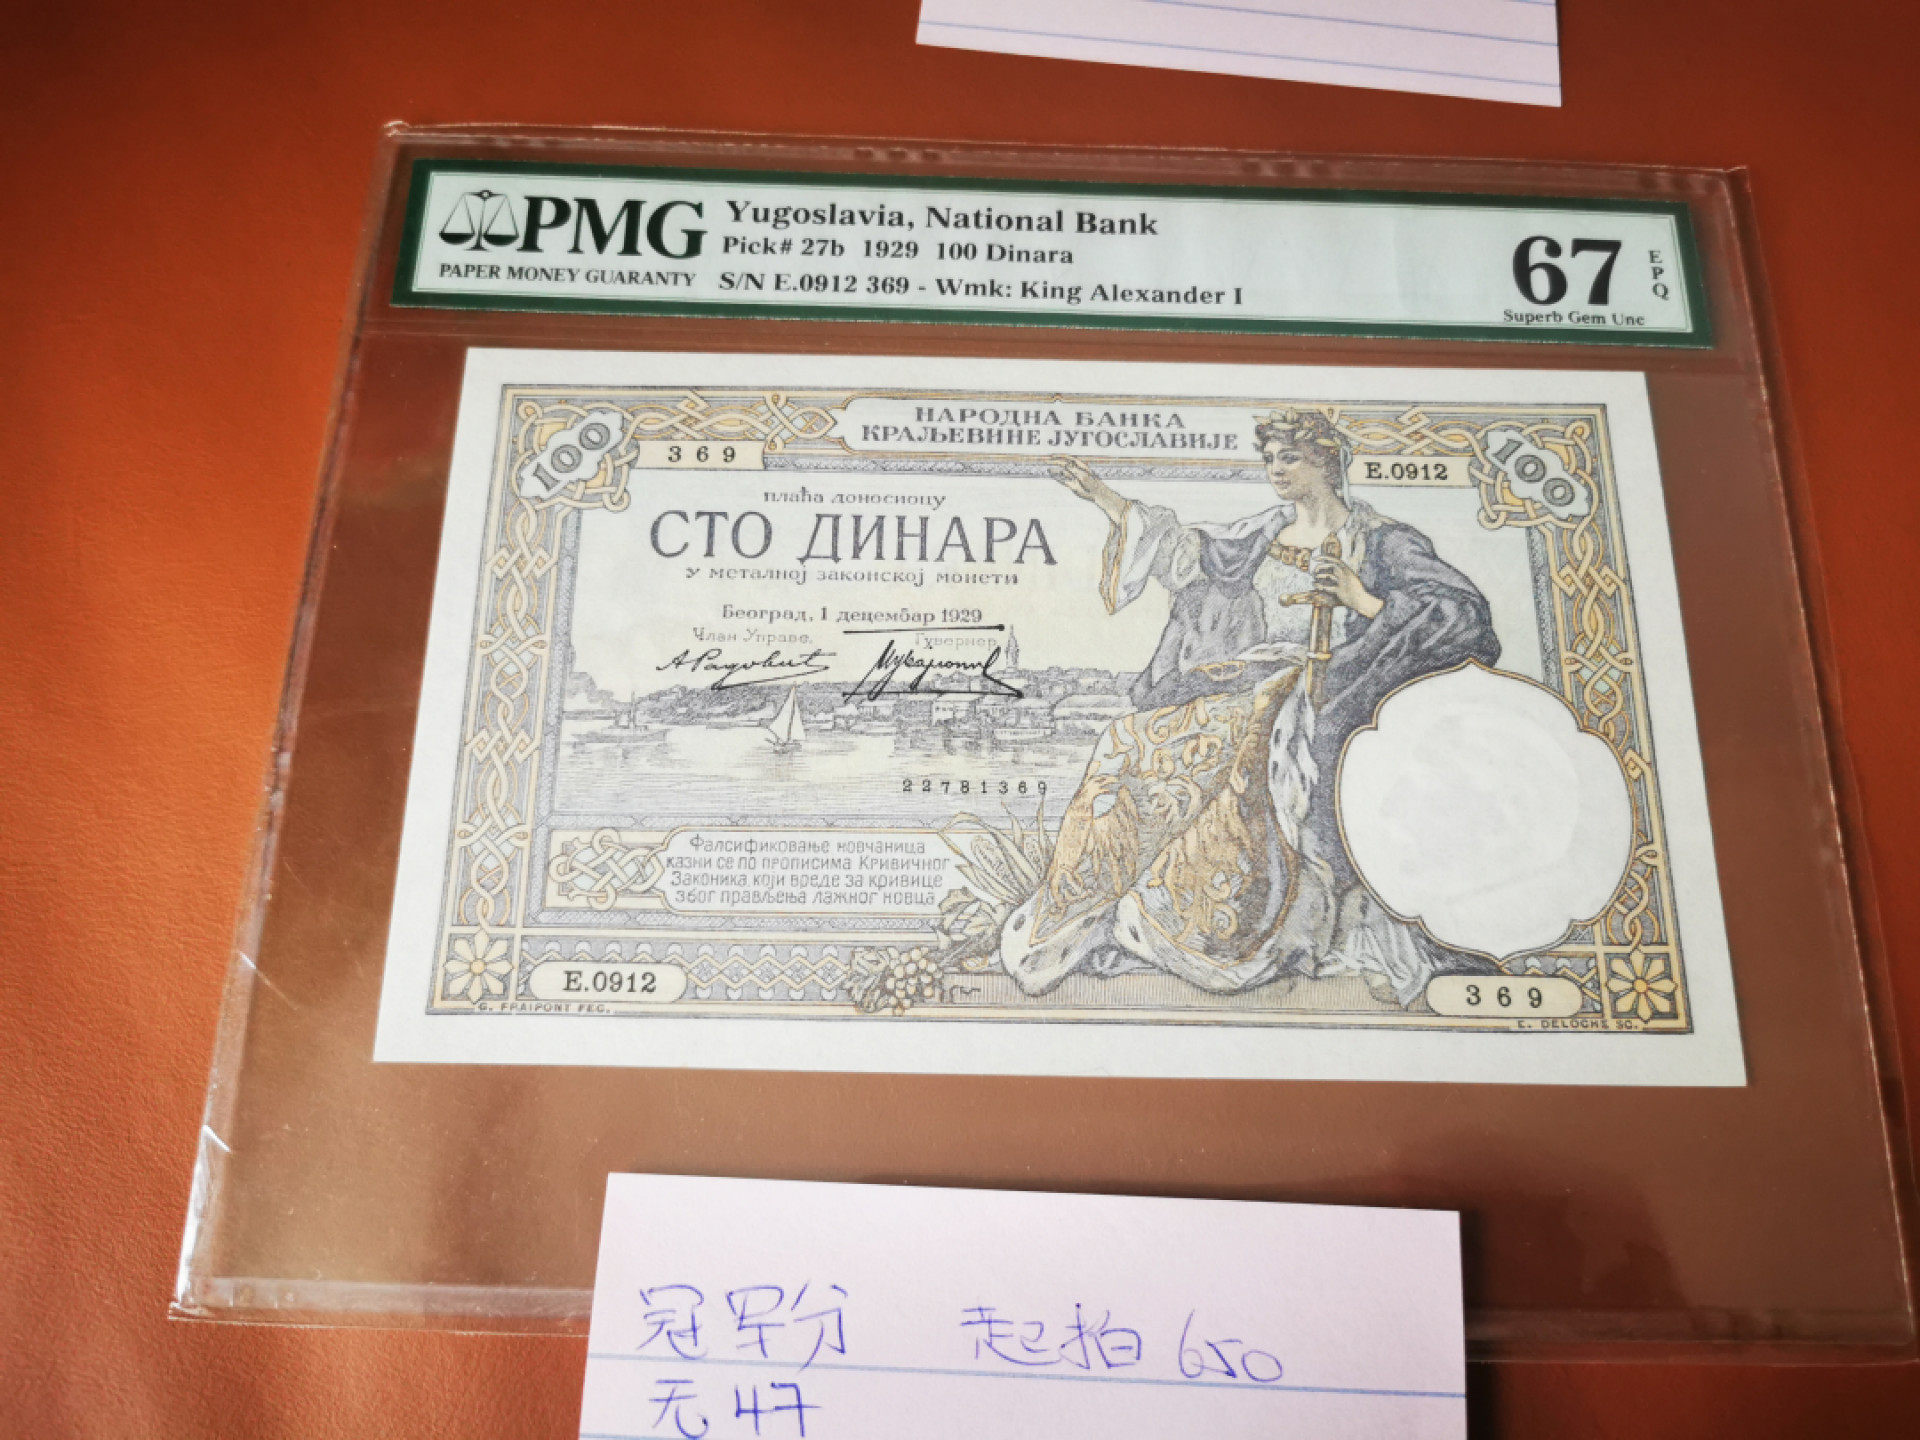 PMG
PAPER MONEY GUARANTY
Yugoslavia, National Bank
Pick# 27b 1929 100 Dinara
S/N E.0912 369 - Wmk: King Alexander I
67
EPQ
Superb Gem Unc
НАРОДНА БАНКА
КРАЉЕВИНЕ ЈУГОСЛАВИЈЕ
100
369
E.0912
100
плаћа доносиоцу
СТО ДИНАРА
у металној законској монети
Београд, 1 децембар 1929
Члан Управе, Гувернер,
22781369
Фалсификовање новчаница
казни се по прописима Кривичног
Законика, који вреде за кривице
због прављења лажног новца
E.0912
369
G. FRAIPONT FEC.
E. DELOCHE SC.
冠军分 起拍 650
无47